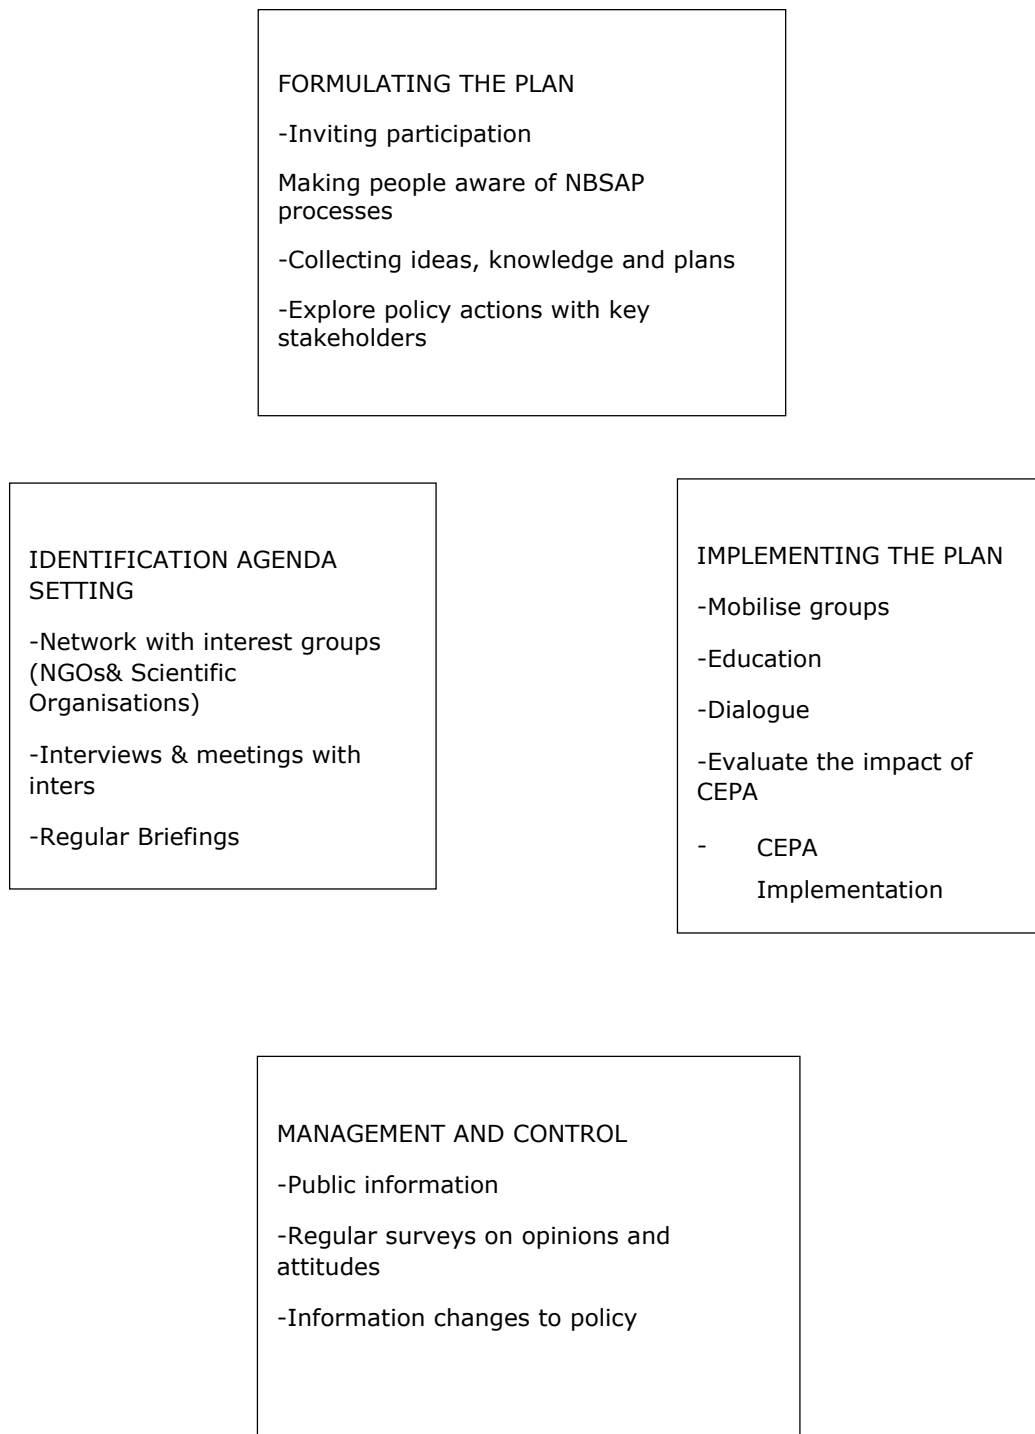 FORMULATING THE PLAN
-Inviting participation
Making people aware of NBSAP
processes
-Collecting ideas, knowledge and plans
-Explore policy actions with key
stakeholders
IDENTIFICATION AGENDA
SETTING
-Network with interest groups
(NGOs& Scientific
Organisations)
-Interviews & meetings with
inters
-Regular Briefings
IMPLEMENTING THE PLAN
-Mobilise groups
-Education
-Dialogue
-Evaluate the impact of
CEPA
- CEPA
Implementation
MANAGEMENT AND CONTROL
-Public information
-Regular surveys on opinions and
attitudes
-Information changes to policy